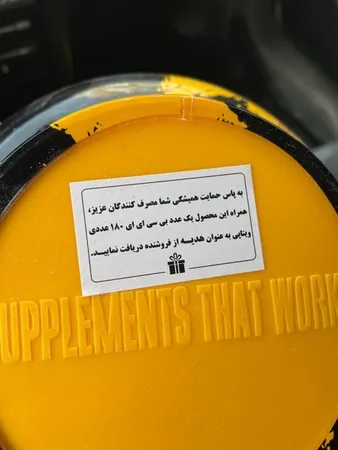 به پاس حمایت همیشگی شما مصرف کنندگان عزیز،
همراه این محصول یک عدد بی سی ای ای ۱۸۰ عددی
ویتاپی به عنوان هدیه از فروشنده دریافت نمایید.
UPPLEMENTS THAT WORK